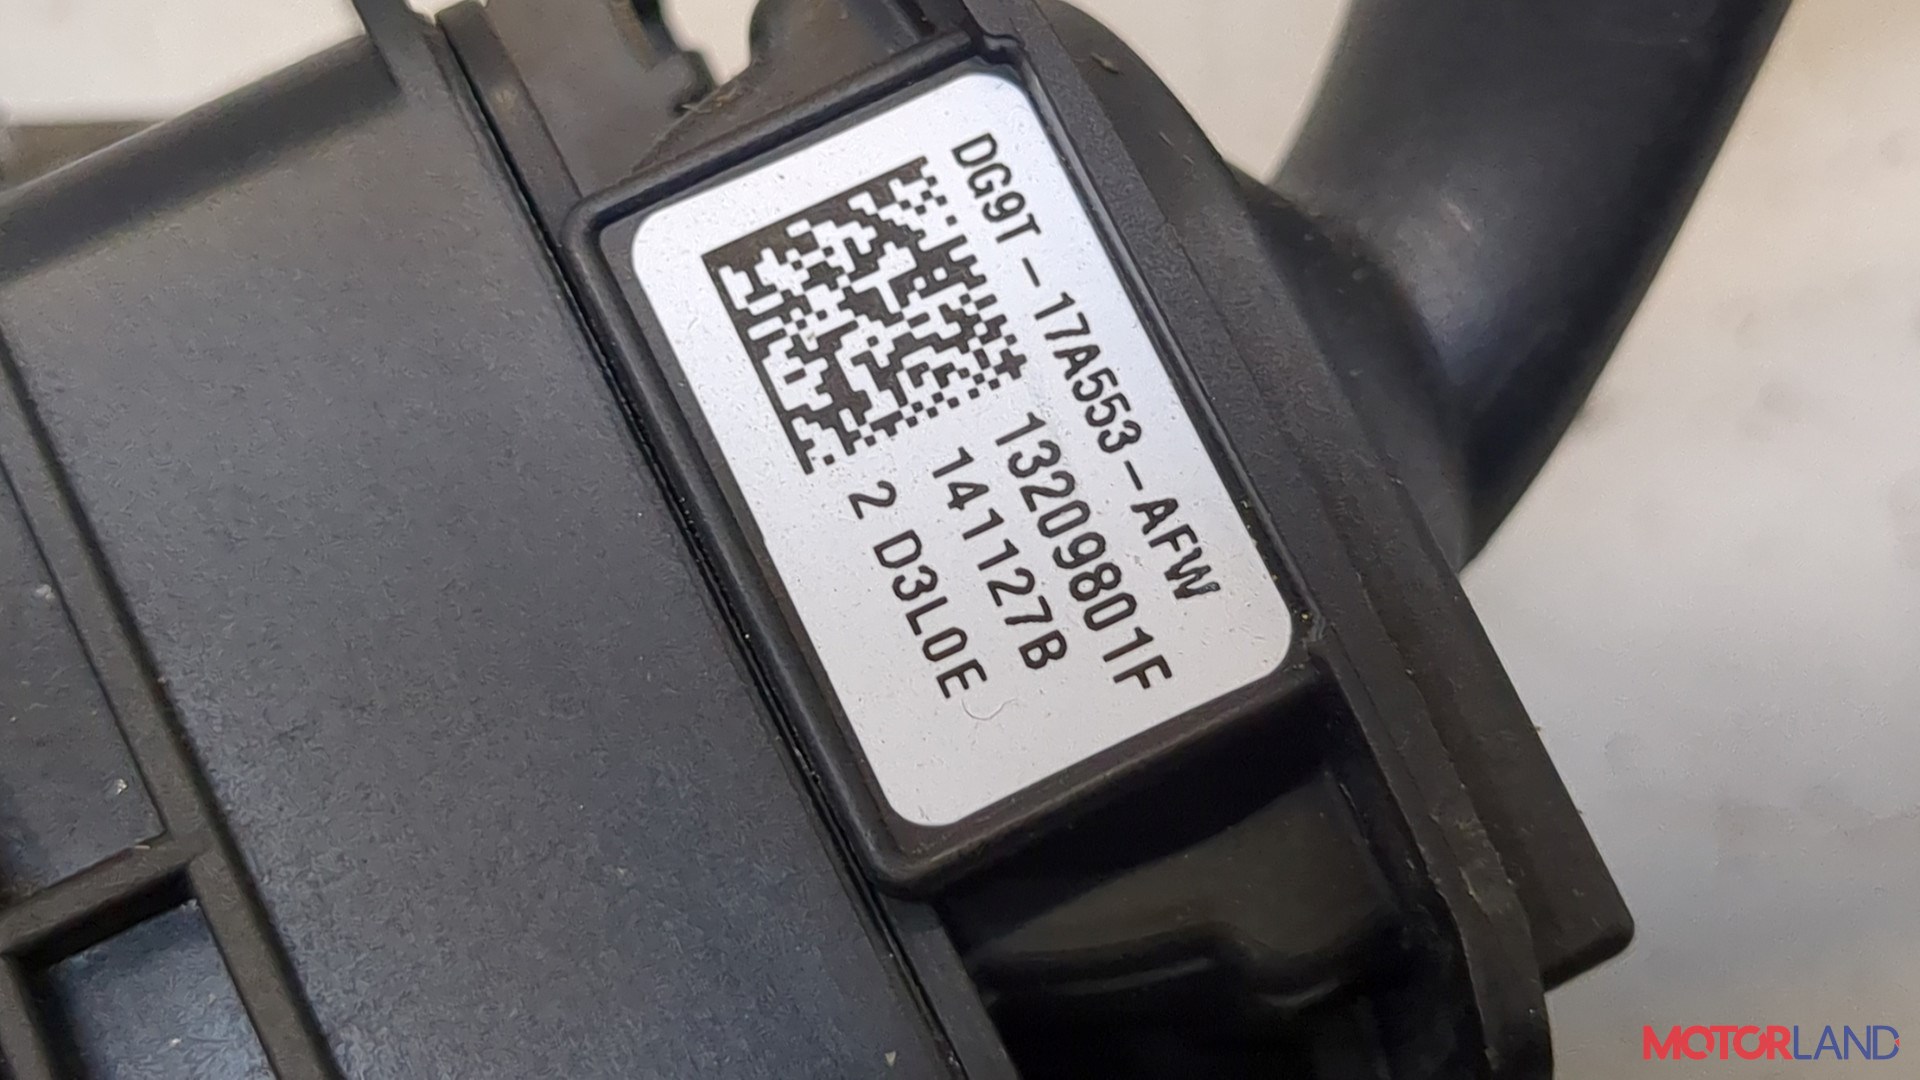 DG9T-17A553-AFW
13209801F
141127B
2 D3L0E
MOTORLAND